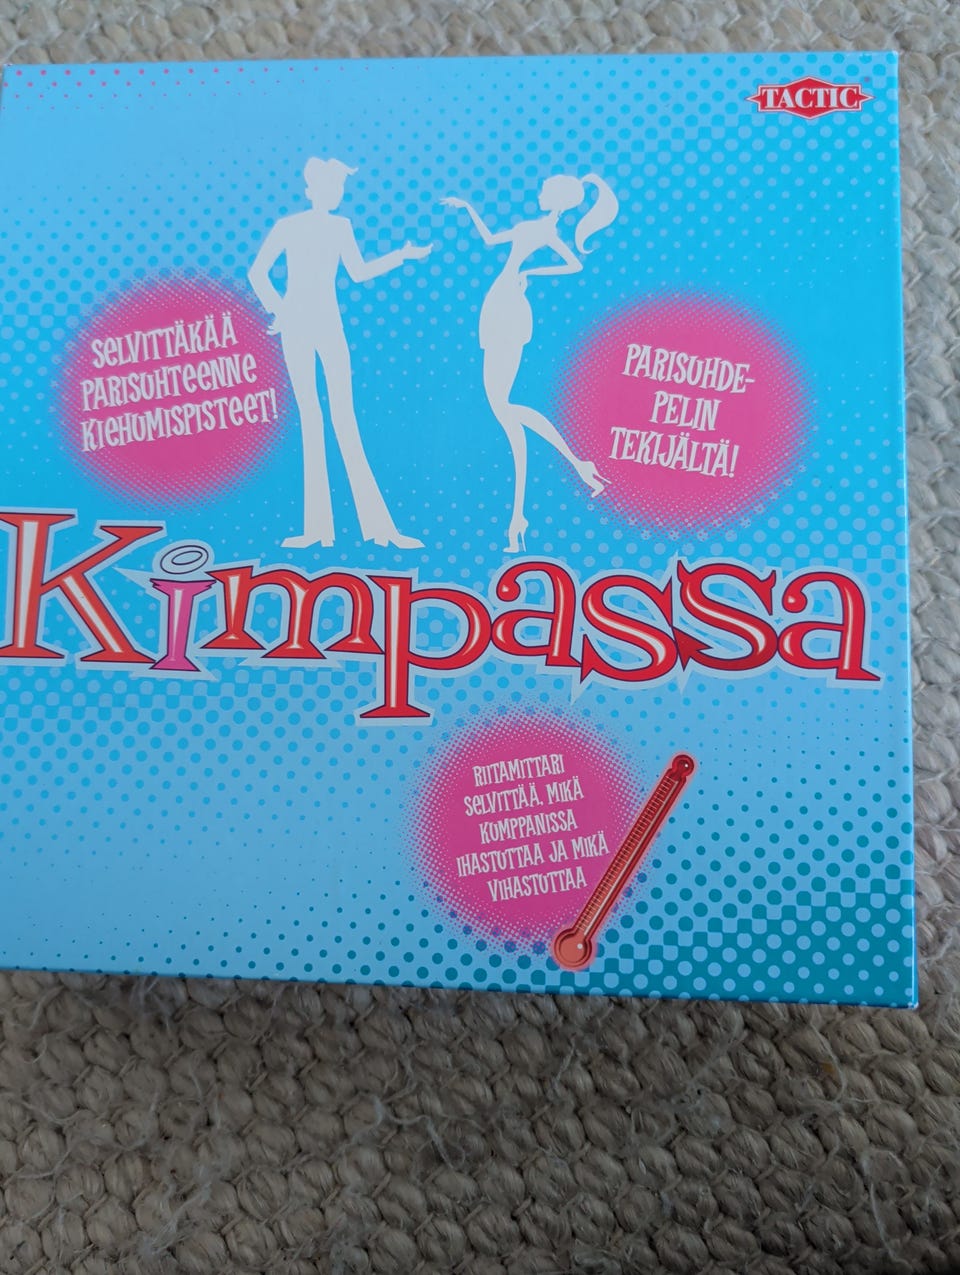 TACTIC
SELVITTÄKÄÄ
PARISUHTEENNE
KIEHUMISPISTEET!
PARISUHDE-
PELIN
TEKIJÄLTÄ!
Kimpassa
RIITAMITTARI
SELVITTÄÄ, MIKÄ
KUMPPANISSA
IHASTUTTAA JA MIKÄ
VIHASTUTTAA